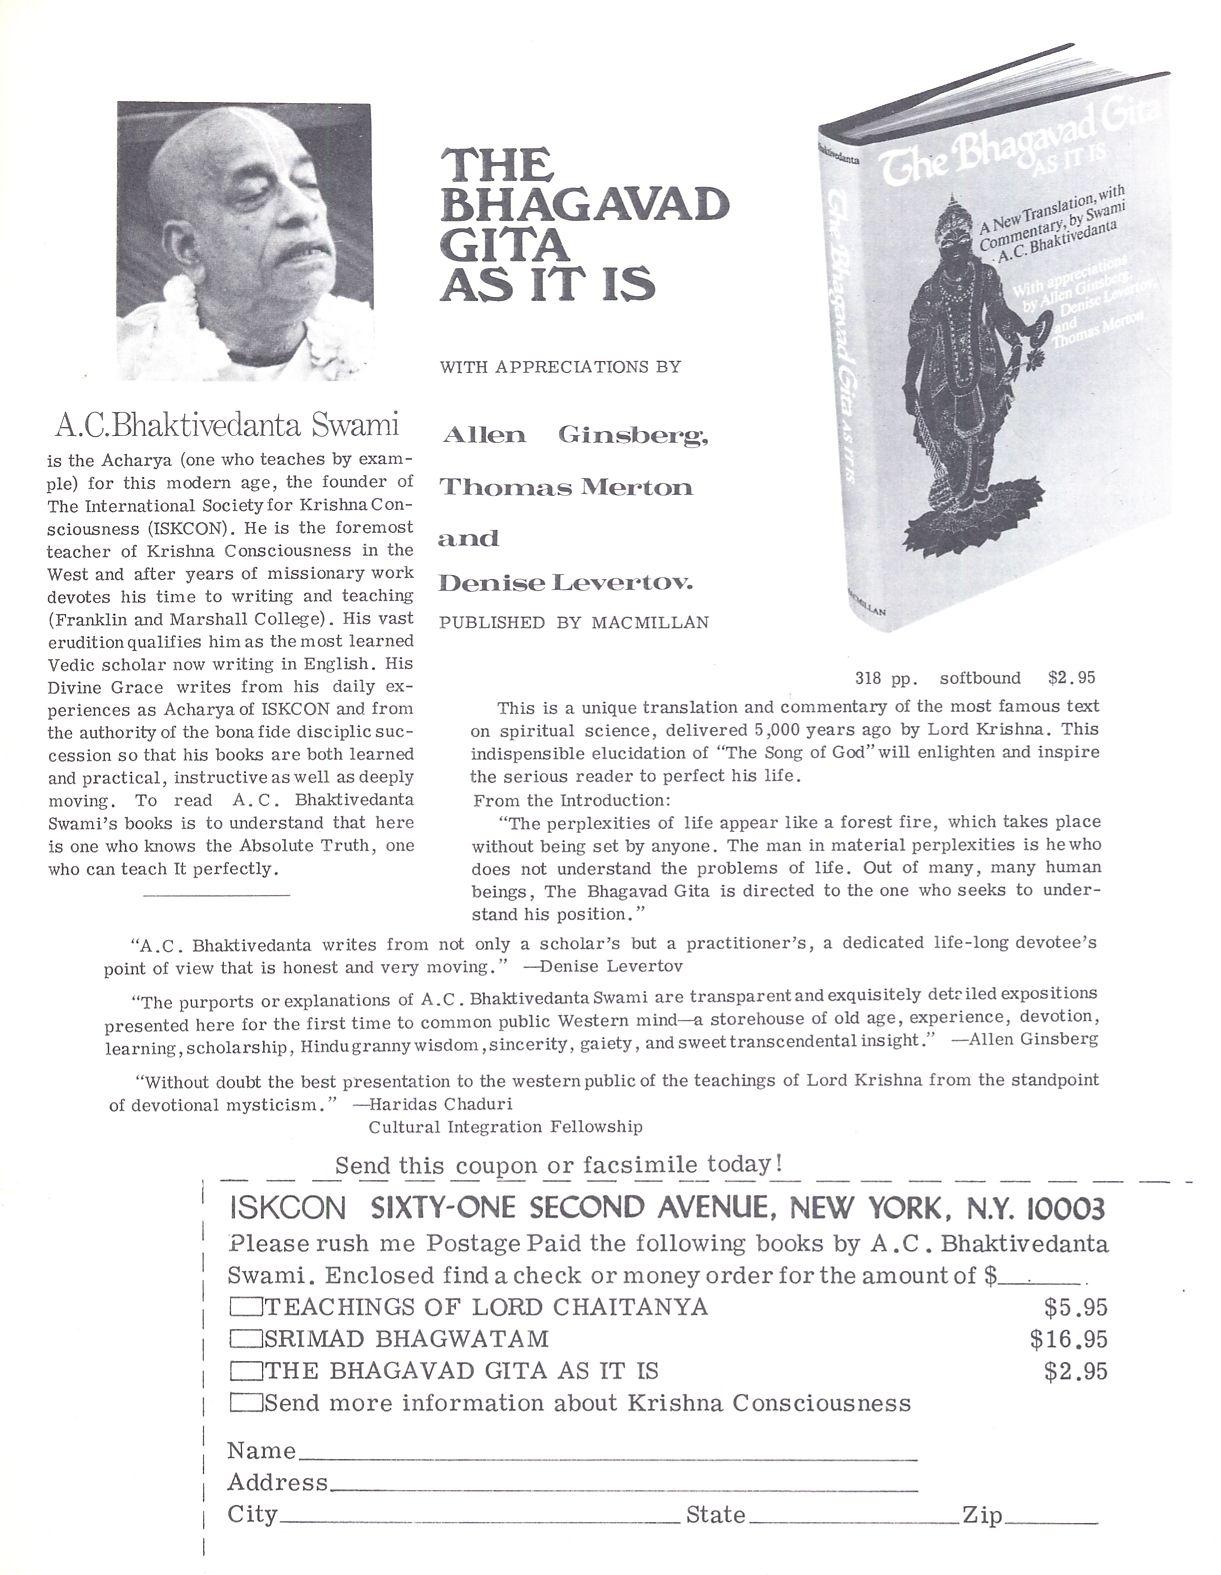 THE
BHAGAVAD
GITA
AS IT IS
WITH APPRECIATIONS BY
Allen Ginsberg,
Thomas Merton
and
Denise Levertov.
PUBLISHED BY MACMILLAN
Bhaktivedanta
The Bhagavad Gita AS IT IS
MACMILLAN
The Bhagavad Gita
AS IT IS
A New Translation, with
Commentary, by Swami
A.C. Bhaktivedanta
With appreciations
by Allen Ginsberg,
Denise Levertov,
and
Thomas Merton
A.C.Bhaktivedanta Swami
is the Acharya (one who teaches by exam-
ple) for this modern age, the founder of
The International Society for Krishna Con-
sciousness (ISKCON). He is the foremost
teacher of Krishna Consciousness in the
West and after years of missionary work
devotes his time to writing and teaching
(Franklin and Marshall College). His vast
erudition qualifies him as the most learned
Vedic scholar now writing in English. His
Divine Grace writes from his daily ex-
periences as Acharya of ISKCON and from
the authority of the bona fide disciplic suc-
cession so that his books are both learned
and practical, instructive as well as deeply
moving. To read A.C. Bhaktivedanta
Swami's books is to understand that here
is one who knows the Absolute Truth, one
who can teach It perfectly.
318 pp. softbound $2.95
This is a unique translation and commentary of the most famous text
on spiritual science, delivered 5,000 years ago by Lord Krishna. This
indispensible elucidation of "The Song of God" will enlighten and inspire
the serious reader to perfect his life.
From the Introduction:
"The perplexities of life appear like a forest fire, which takes place
without being set by anyone. The man in material perplexities is he who
does not understand the problems of life. Out of many, many human
beings, The Bhagavad Gita is directed to the one who seeks to under-
stand his position."
"A.C. Bhaktivedanta writes from not only a scholar's but a practitioner's, a dedicated life-long devotee's
point of view that is honest and very moving." —Denise Levertov
"The purports or explanations of A.C. Bhaktivedanta Swami are transparent and exquisitely detailed expositions
presented here for the first time to common public Western mind—a storehouse of old age, experience, devotion,
learning, scholarship, Hindu granny wisdom, sincerity, gaiety, and sweet transcendental insight." —Allen Ginsberg
"Without doubt the best presentation to the western public of the teachings of Lord Krishna from the standpoint
of devotional mysticism." —Haridas Chaduri
Cultural Integration Fellowship
Send this coupon or facsimile today!
ISKCON SIXTY-ONE SECOND AVENUE, NEW YORK, N.Y. 10003
Please rush me Postage Paid the following books by A.C. Bhaktivedanta
Swami. Enclosed find a check or money order for the amount of $______.
TEACHINGS OF LORD CHAITANYA $5.95
SRIMAD BHAGWATAM $16.95
THE BHAGAVAD GITA AS IT IS $2.95
Send more information about Krishna Consciousness
Name
Address
City State Zip